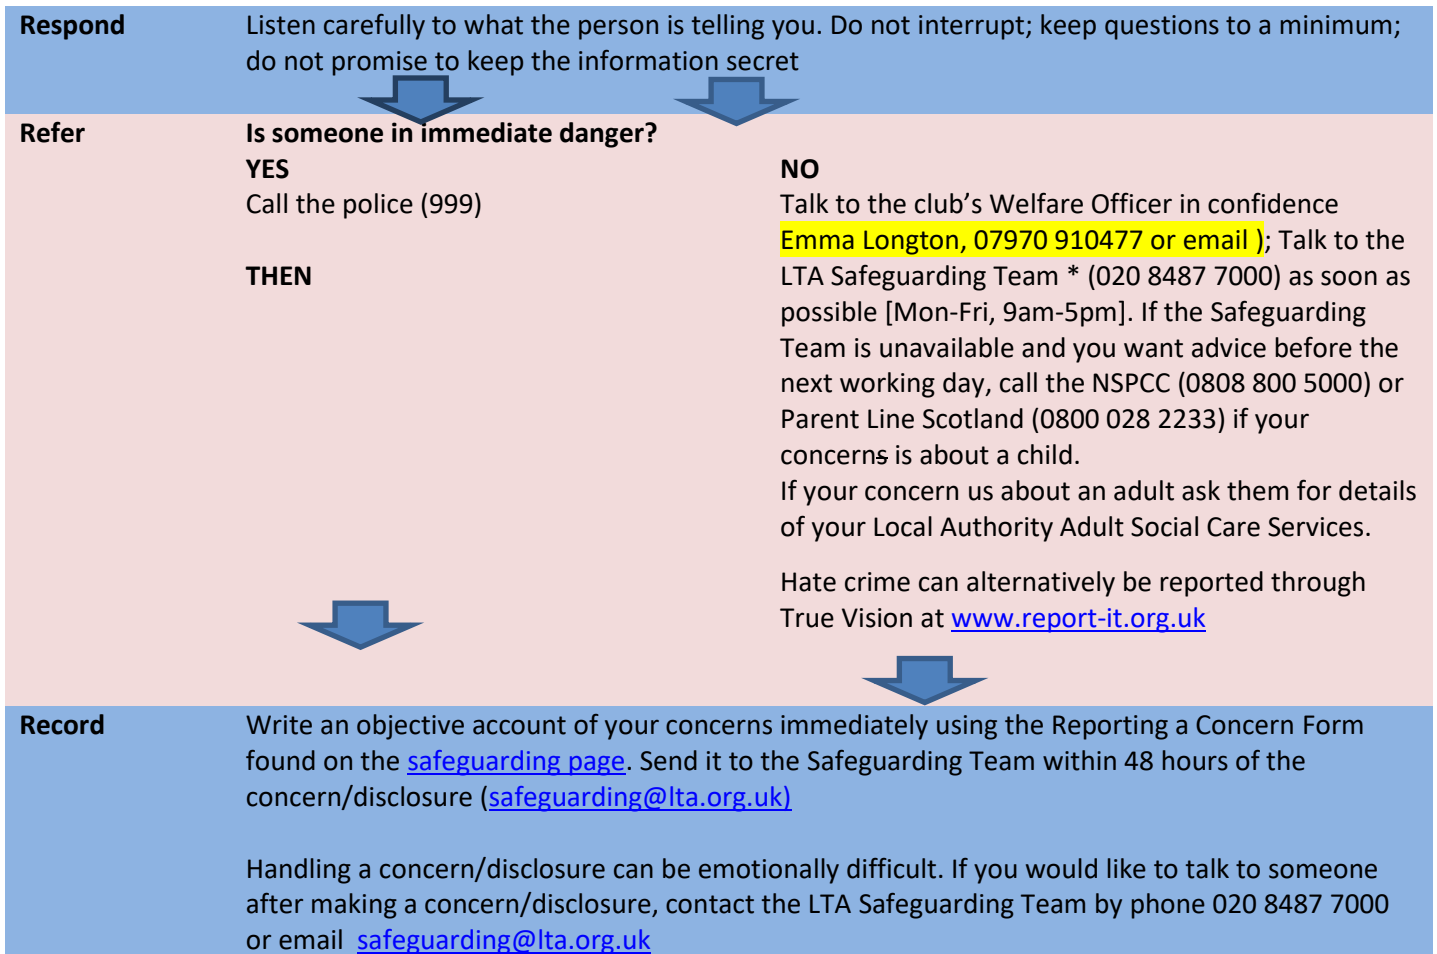 Respond
Listen carefully to what the person is telling you. Do not interrupt; keep questions to a minimum;
do not promise to keep the information secret
Refer
Is someone in immediate danger?
YES
Call the police (999)
THEN
NO
Talk to the club’s Welfare Officer in confidence
Emma Longton, 07970 910477 or email ); Talk to the
LTA Safeguarding Team * (020 8487 7000) as soon as
possible [Mon-Fri, 9am-5pm]. If the Safeguarding
Team is unavailable and you want advice before the
next working day, call the NSPCC (0808 800 5000) or
Parent Line Scotland (0800 028 2233) if your
concerns is about a child.
If your concern us about an adult ask them for details
of your Local Authority Adult Social Care Services.
Hate crime can alternatively be reported through
True Vision at www.report-it.org.uk
Record
Write an objective account of your concerns immediately using the Reporting a Concern Form
found on the safeguarding page. Send it to the Safeguarding Team within 48 hours of the
concern/disclosure (safeguarding@lta.org.uk)
Handling a concern/disclosure can be emotionally difficult. If you would like to talk to someone
after making a concern/disclosure, contact the LTA Safeguarding Team by phone 020 8487 7000
or email safeguarding@lta.org.uk